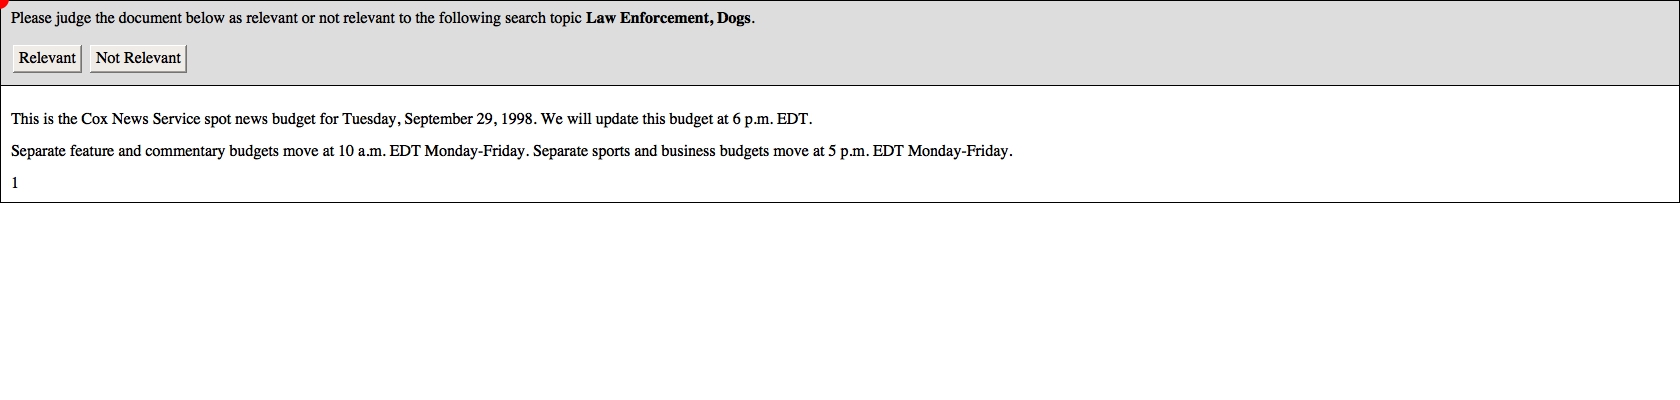 Please judge the document below as relevant or not relevant to the following search topic Law Enforcement, Dogs.
Relevant Not Relevant
This is the Cox News Service spot news budget for Tuesday, September 29, 1998. We will update this budget at 6 p.m. EDT.
Separate feature and commentary budgets move at 10 a.m. EDT Monday-Friday. Separate sports and business budgets move at 5 p.m. EDT Monday-Friday.
1